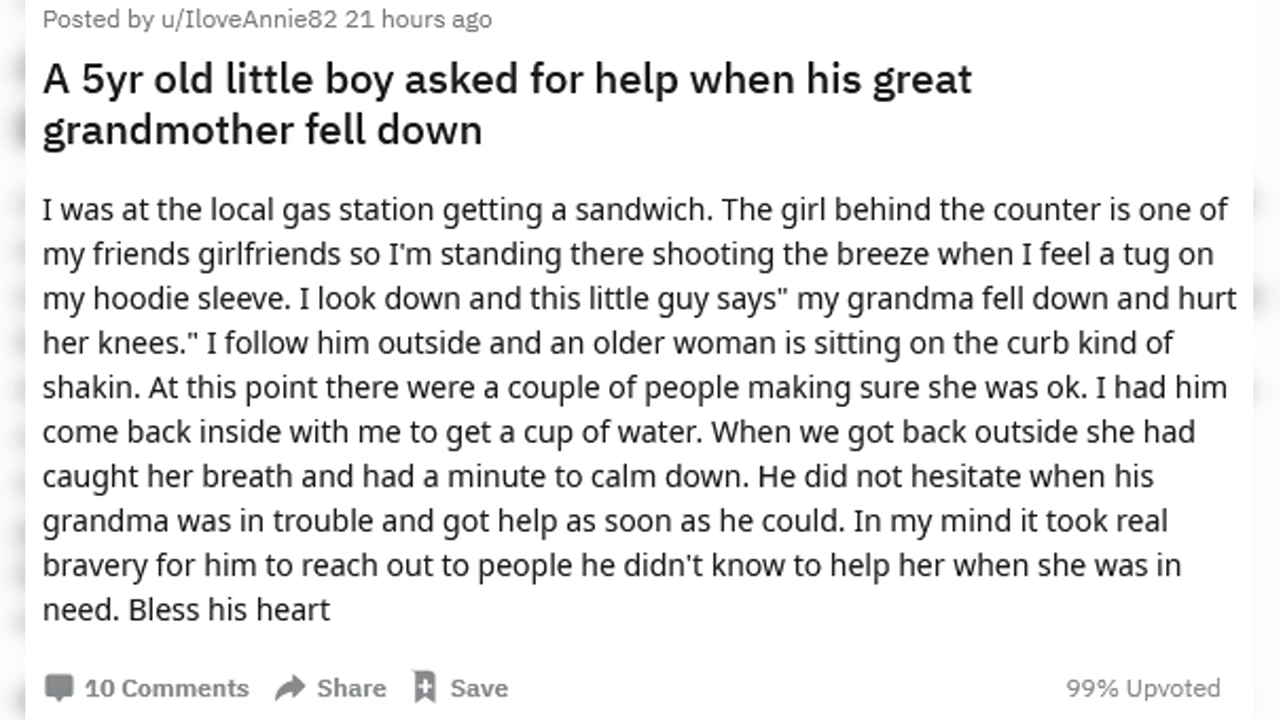 Posted by u/IloveAnnie82 21 hours ago
A 5yr old little boy asked for help when his great
grandmother fell down
I was at the local gas station getting a sandwich. The girl behind the counter is one of
my friends girlfriends so I'm standing there shooting the breeze when I feel a tug on
my hoodie sleeve. I look down and this little guy says" my grandma fell down and hurt
her knees." I follow him outside and an older woman is sitting on the curb kind of
shakin. At this point there were a couple of people making sure she was ok. I had him
come back inside with me to get a cup of water. When we got back outside she had
caught her breath and had a minute to calm down. He did not hesitate when his
grandma was in trouble and got help as soon as he could. In my mind it took real
bravery for him to reach out to people he didn't know to help her when she was in
need. Bless his heart
10 Comments Share Save 99% Upvoted